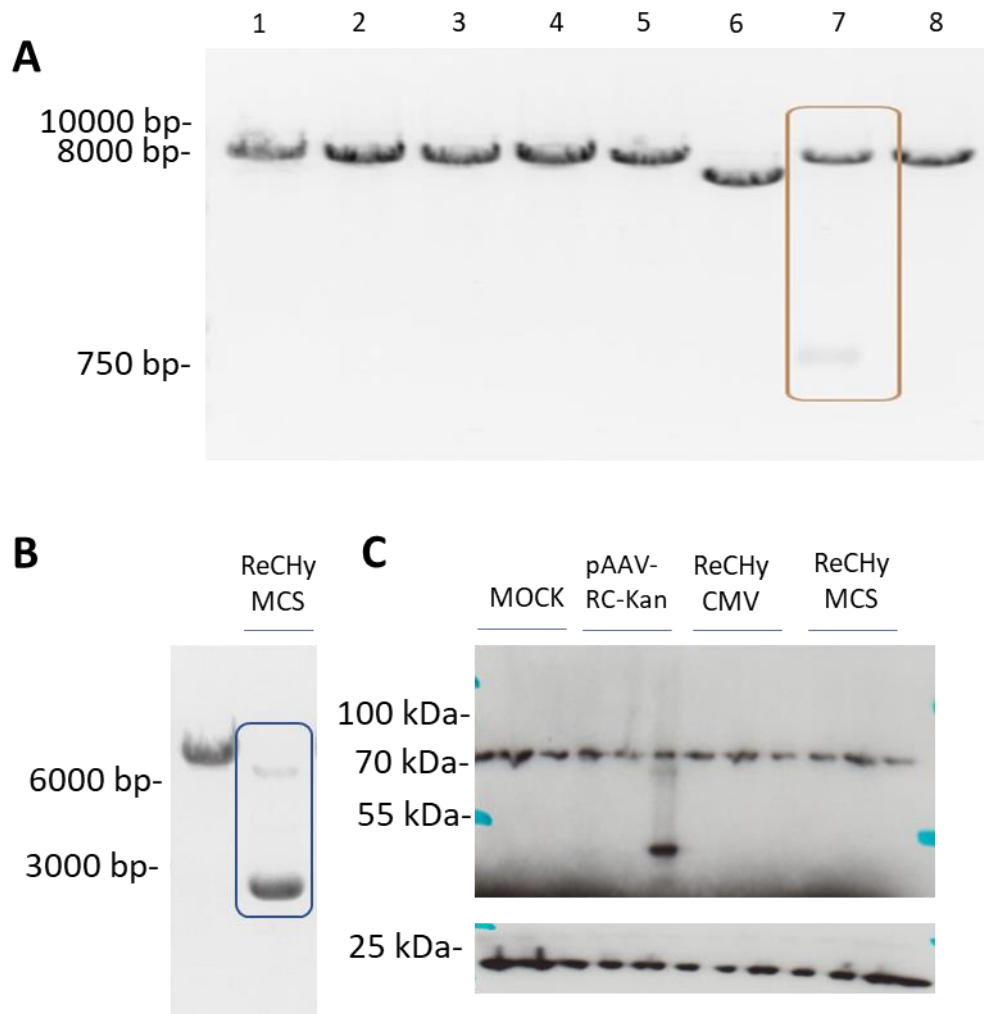 1 2 3 4 5 6 7 8
A
10000 bp-
8000 bp-
750 bp-
B
ReCHy
MCS
6000 bp-
3000 bp-
C
MOCK
pAAV-
RC-Kan
ReCHy
CMV
ReCHy
MCS
100 kDa-
70 kDa-
55 kDa-
25 kDa-